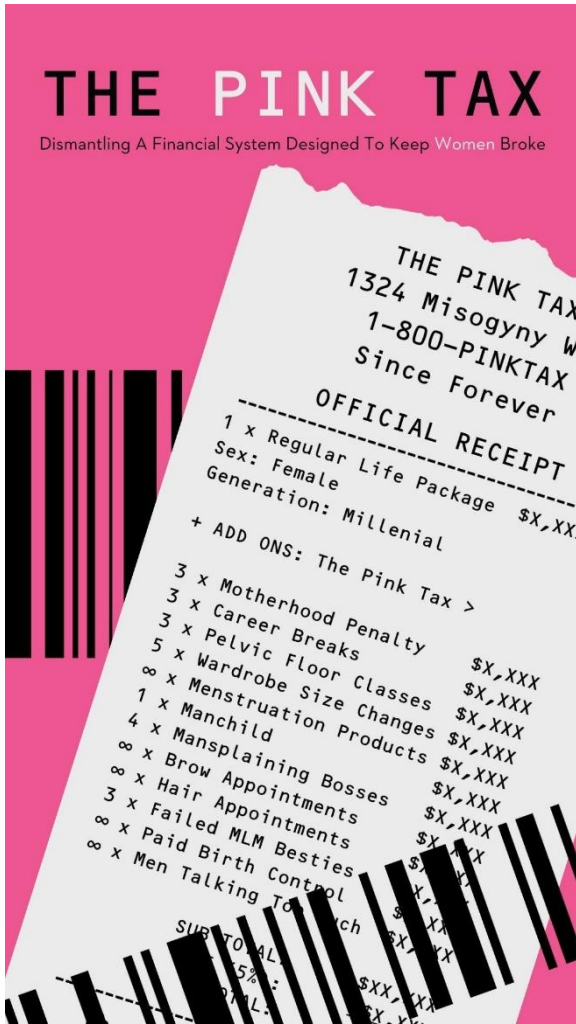 THE PINK TAX
Dismantling A Financial System Designed To Keep Women Broke
THE PINK TAX
1324 Misogyny W
1-800-PINKTAX
Since Forever
OFFICIAL RECEIPT
1 x Regular Life Package $X,XX
Sex: Female
Generation: Millenial
+ ADD ONS: The Pink Tax >
3 x Motherhood Penalty $X,XXX
3 x Career Breaks $X,XXX
3 x Pelvic Floor Classes $X,XXX
5 x Wardrobe Size Changes $X,XXX
∞ x Menstruation Products $X,XXX
1 x Manchild $X,XXX
4 x Mansplaining Bosses $X,XXX
∞ x Brow Appointments
∞ x Hair Appointments
3 x Failed MLM Besties
∞ x Paid Birth Control
∞ x Men Talking
SUB TOTAL: